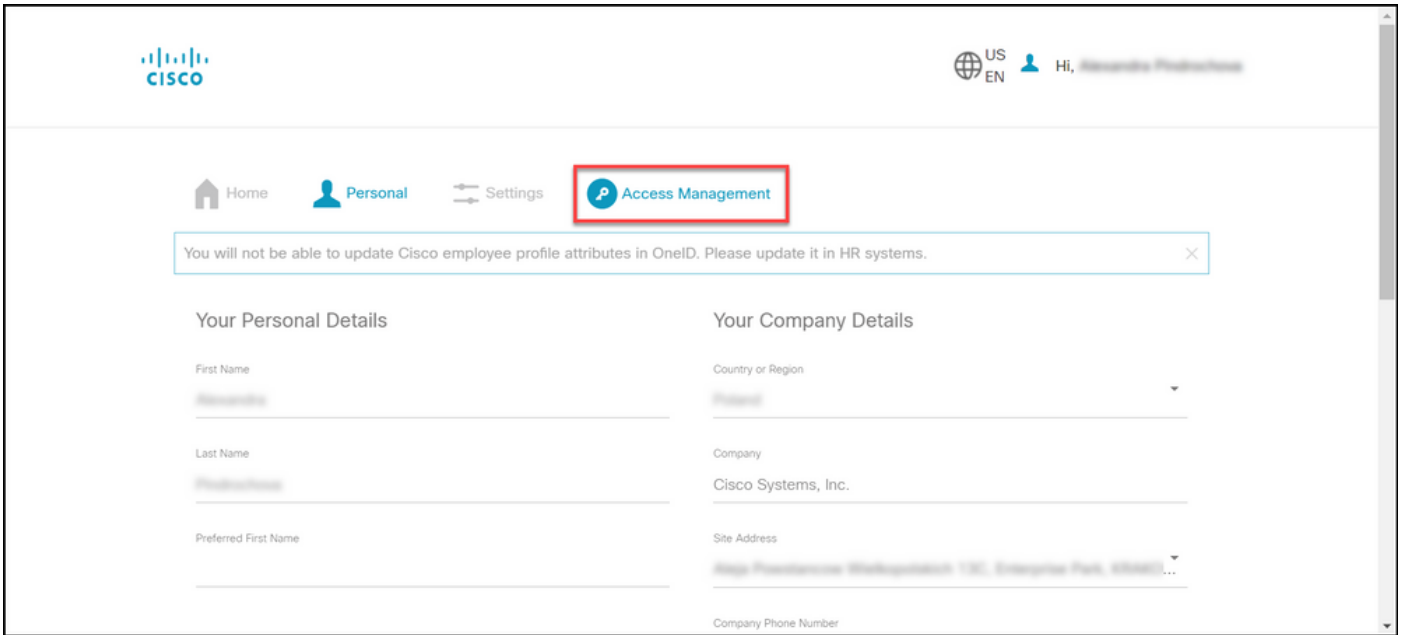 CISCO
US
EN
Hi,
Home
Personal
Settings
Access Management
You will not be able to update Cisco employee profile attributes in OneID. Please update it in HR systems.
Your Personal Details
First Name
Last Name
Preferred First Name
Your Company Details
Country or Region
Company
Cisco Systems, Inc.
Site Address
Company Phone Number